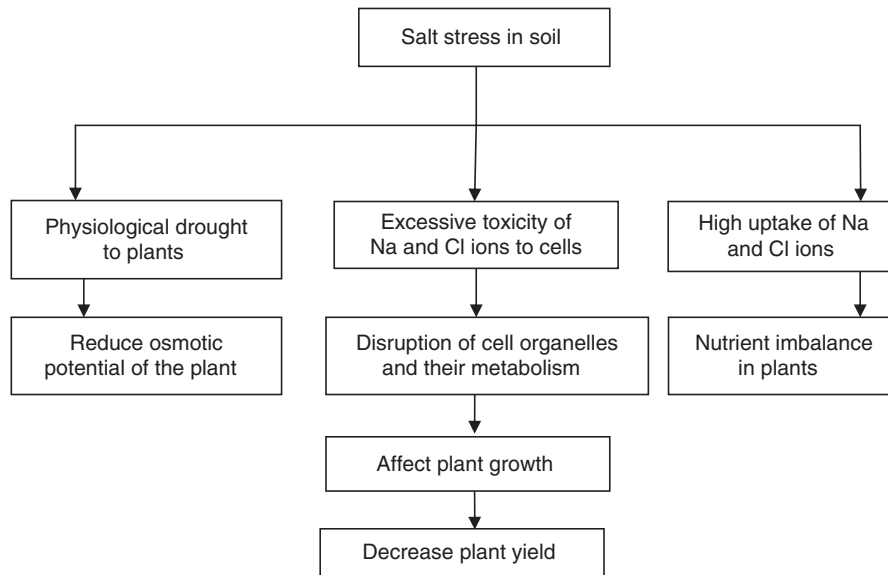 Salt stress in soil
Physiological drought
to plants
Excessive toxicity of
Na and Cl ions to cells
High uptake of Na
and Cl ions
Reduce osmotic
potential of the plant
Disruption of cell organelles
and their metabolism
Nutrient imbalance
in plants
Affect plant growth
Decrease plant yield